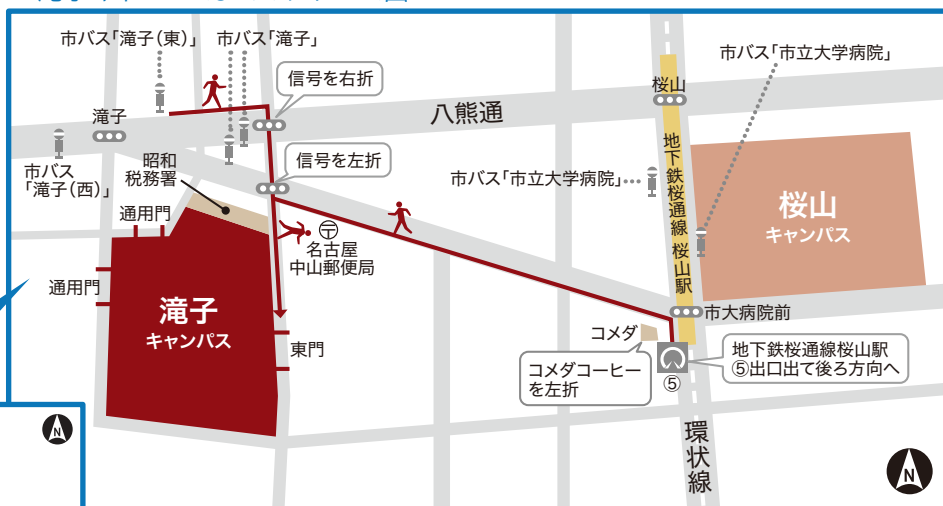 市バス「滝子(東)」
市バス「滝子」
信号を右折
市バス「市立大学病院」
滝子
桜山
八熊通
市バス
「滝子(西)」
昭和
税務署
信号を左折
地下鉄桜通線 桜山駅
市バス「市立大学病院」
桜山
キャンパス
通用門
〒
名古屋
中山郵便局
通用門
滝子
キャンパス
市大病院前
コメダ
東門
コメダコーヒー
を左折
⑤
地下鉄桜通線桜山駅
⑤出口出て後ろ方向へ
環状線
N
N